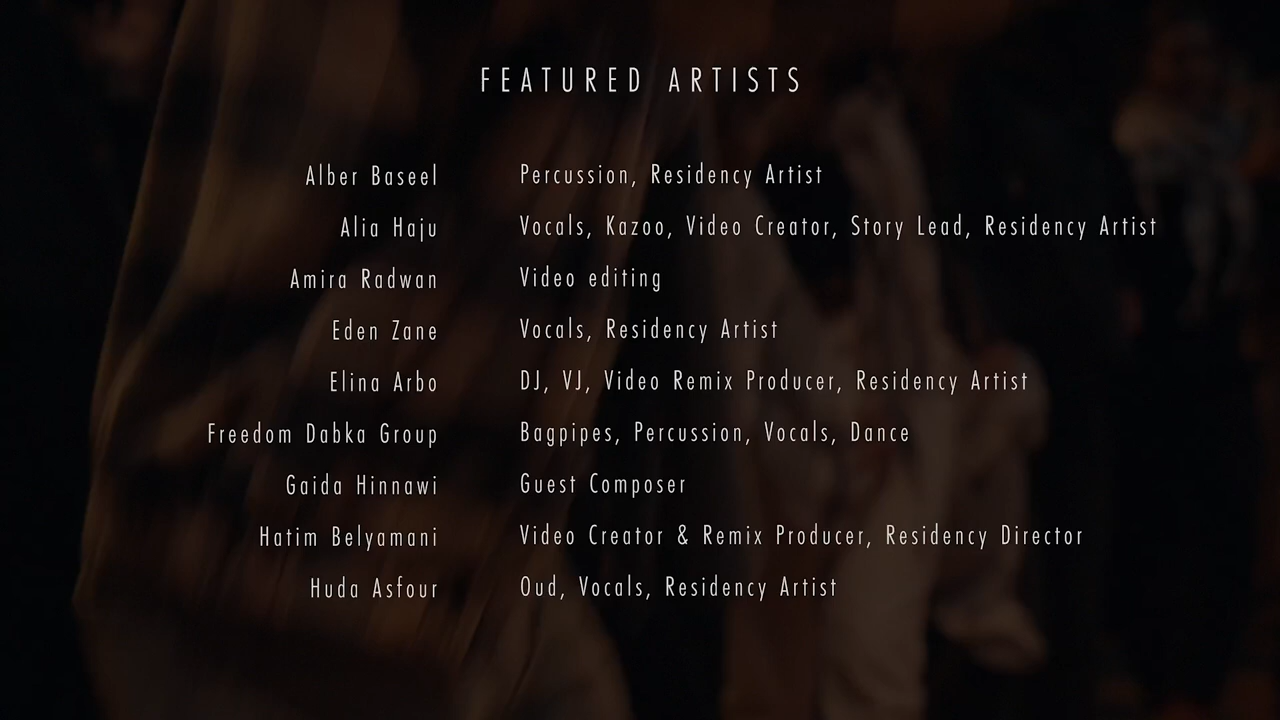 FEATURED ARTISTS
Alber Baseel Percussion, Residency Artist
Alia Haju Vocals, Kazoo, Video Creator, Story Lead, Residency Artist
Amira Radwan Video editing
Eden Zane Vocals, Residency Artist
Elina Arbo DJ, VJ, Video Remix Producer, Residency Artist
Freedom Dabka Group Bagpipes, Percussion, Vocals, Dance
Gaida Hinnawi Guest Composer
Hatim Belyamani Video Creator & Remix Producer, Residency Director
Huda Asfour Oud, Vocals, Residency Artist